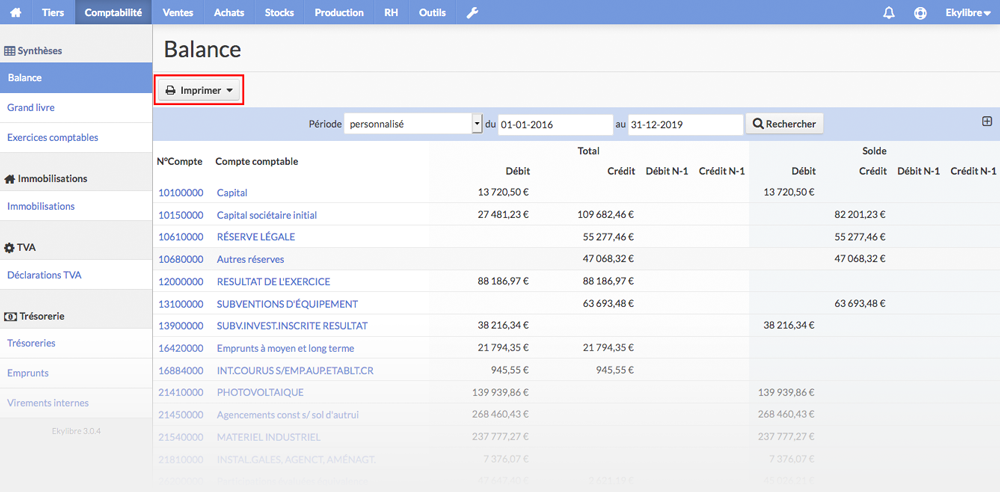 Tiers Comptabilité Ventes Achats Stocks Production RH Outils Ekylibre
Synthèses
Balance
Grand livre
Exercices comptables
Immobilisations
Immobilisations
TVA
Déclarations TVA
Trésorerie
Trésoreries
Emprunts
Virements internes
Ekylibre 3.0.4
Balance
Imprimer
Période personnalisé du 01-01-2016 au 31-12-2019 Rechercher
Total Solde
N°Compte Compte comptable Débit Crédit Débit N-1 Crédit N-1 Débit Crédit Débit N-1 Crédit N-1
10100000 Capital 13 720,50 € 13 720,50 €
10150000 Capital sociétaire initial 27 481,23 € 109 682,46 € 82 201,23 €
10610000 RÉSERVE LÉGALE 55 277,46 € 55 277,46 €
10680000 Autres réserves 47 068,32 € 47 068,32 €
12000000 RESULTAT DE L'EXERCICE 88 186,97 € 88 186,97 €
13100000 SUBVENTIONS D'ÉQUIPEMENT 63 693,48 € 63 693,48 €
13900000 SUBV.INVEST.INSCRITE RESULTAT 38 216,34 € 38 216,34 €
16420000 Emprunts à moyen et long terme 21 794,35 € 21 794,35 €
16884000 INT.COURUS S/EMP.AUP.ETABLT.CR 945,55 € 945,55 €
21410000 PHOTOVOLTAIQUE 139 939,86 € 139 939,86 €
21450000 Agencements const s/ sol d'autrui 268 460,43 € 268 460,43 €
21540000 MATERIEL INDUSTRIEL 237 777,27 € 237 777,27 €
21810000 INSTAL.GALES, AGENCT, AMÉNAGT. 7 376,07 € 7 376,07 €